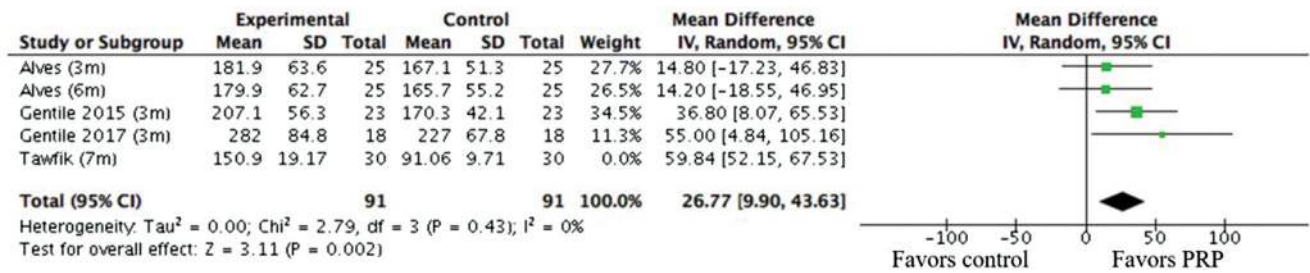 Experimental Control Mean Difference Mean Difference
Study or Subgroup Mean SD Total Mean SD Total Weight IV, Random, 95% CI IV, Random, 95% CI
Alves (3m) 181.9 63.6 25 167.1 51.3 25 27.7% 14.80 [-17.23, 46.83]
Alves (6m) 179.9 62.7 25 165.7 55.2 25 26.5% 14.20 [-18.55, 46.95]
Gentile 2015 (3m) 207.1 56.3 23 170.3 42.1 23 34.5% 36.80 [8.07, 65.53]
Gentile 2017 (3m) 282 84.8 18 227 67.8 18 11.3% 55.00 [4.84, 105.16]
Tawfik (7m) 150.9 19.17 30 91.06 9.71 30 0.0% 59.84 [52.15, 67.53]
Total (95% CI) 91 91 100.0% 26.77 [9.90, 43.63]
Heterogeneity: Tau² = 0.00; Chi² = 2.79, df = 3 (P = 0.43); I² = 0%
Test for overall effect: Z = 3.11 (P = 0.002)
-100 -50 0 50 100
Favors control Favors PRP